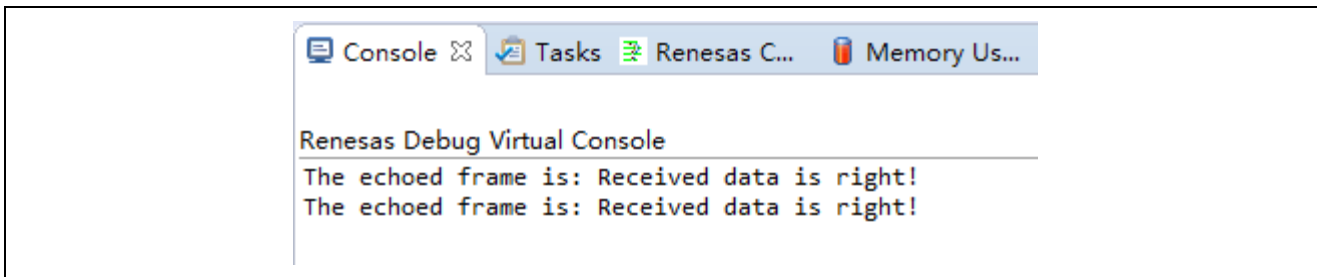 Console Tasks Renesas C... Memory Us...
Renesas Debug Virtual Console
The echoed frame is: Received data is right!
The echoed frame is: Received data is right!